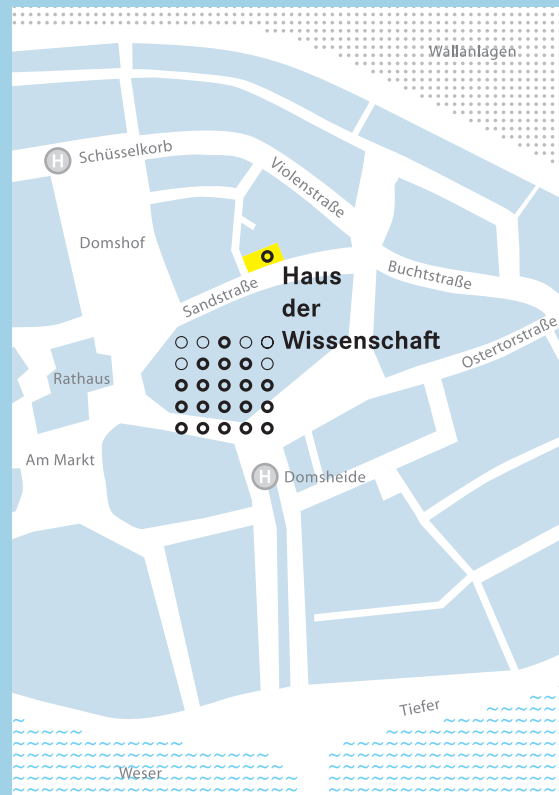 Wallanlagen
H Schüsselkorb
Violenstraße
Domshof
Buchtstraße
Sandstraße
Haus
der
Wissenschaft
Ostertorstraße
Rathaus
Am Markt
H Domsheide
Tiefer
Weser